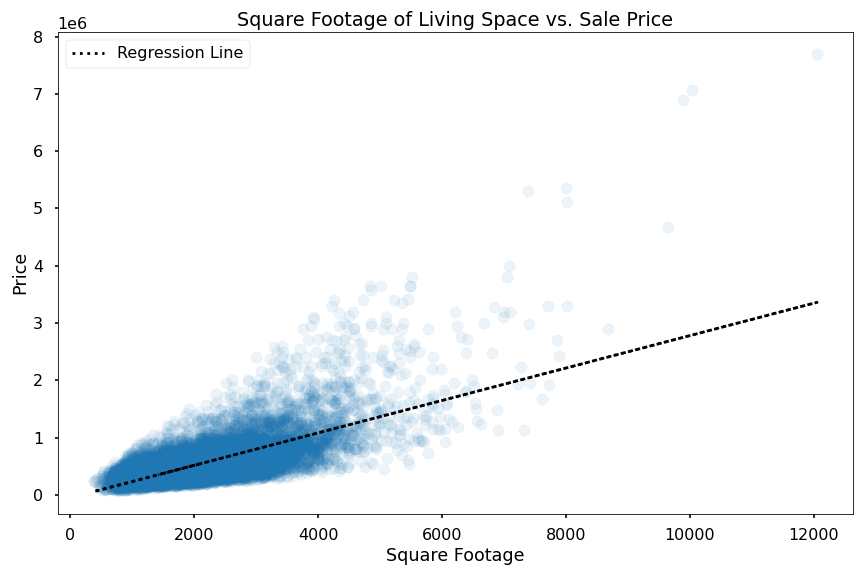 Square Footage of Living Space vs. Sale Price
1e6
Regression Line
8
7
6
5
4
3
2
1
0
Price
0 2000 4000 6000 8000 10000 12000
Square Footage